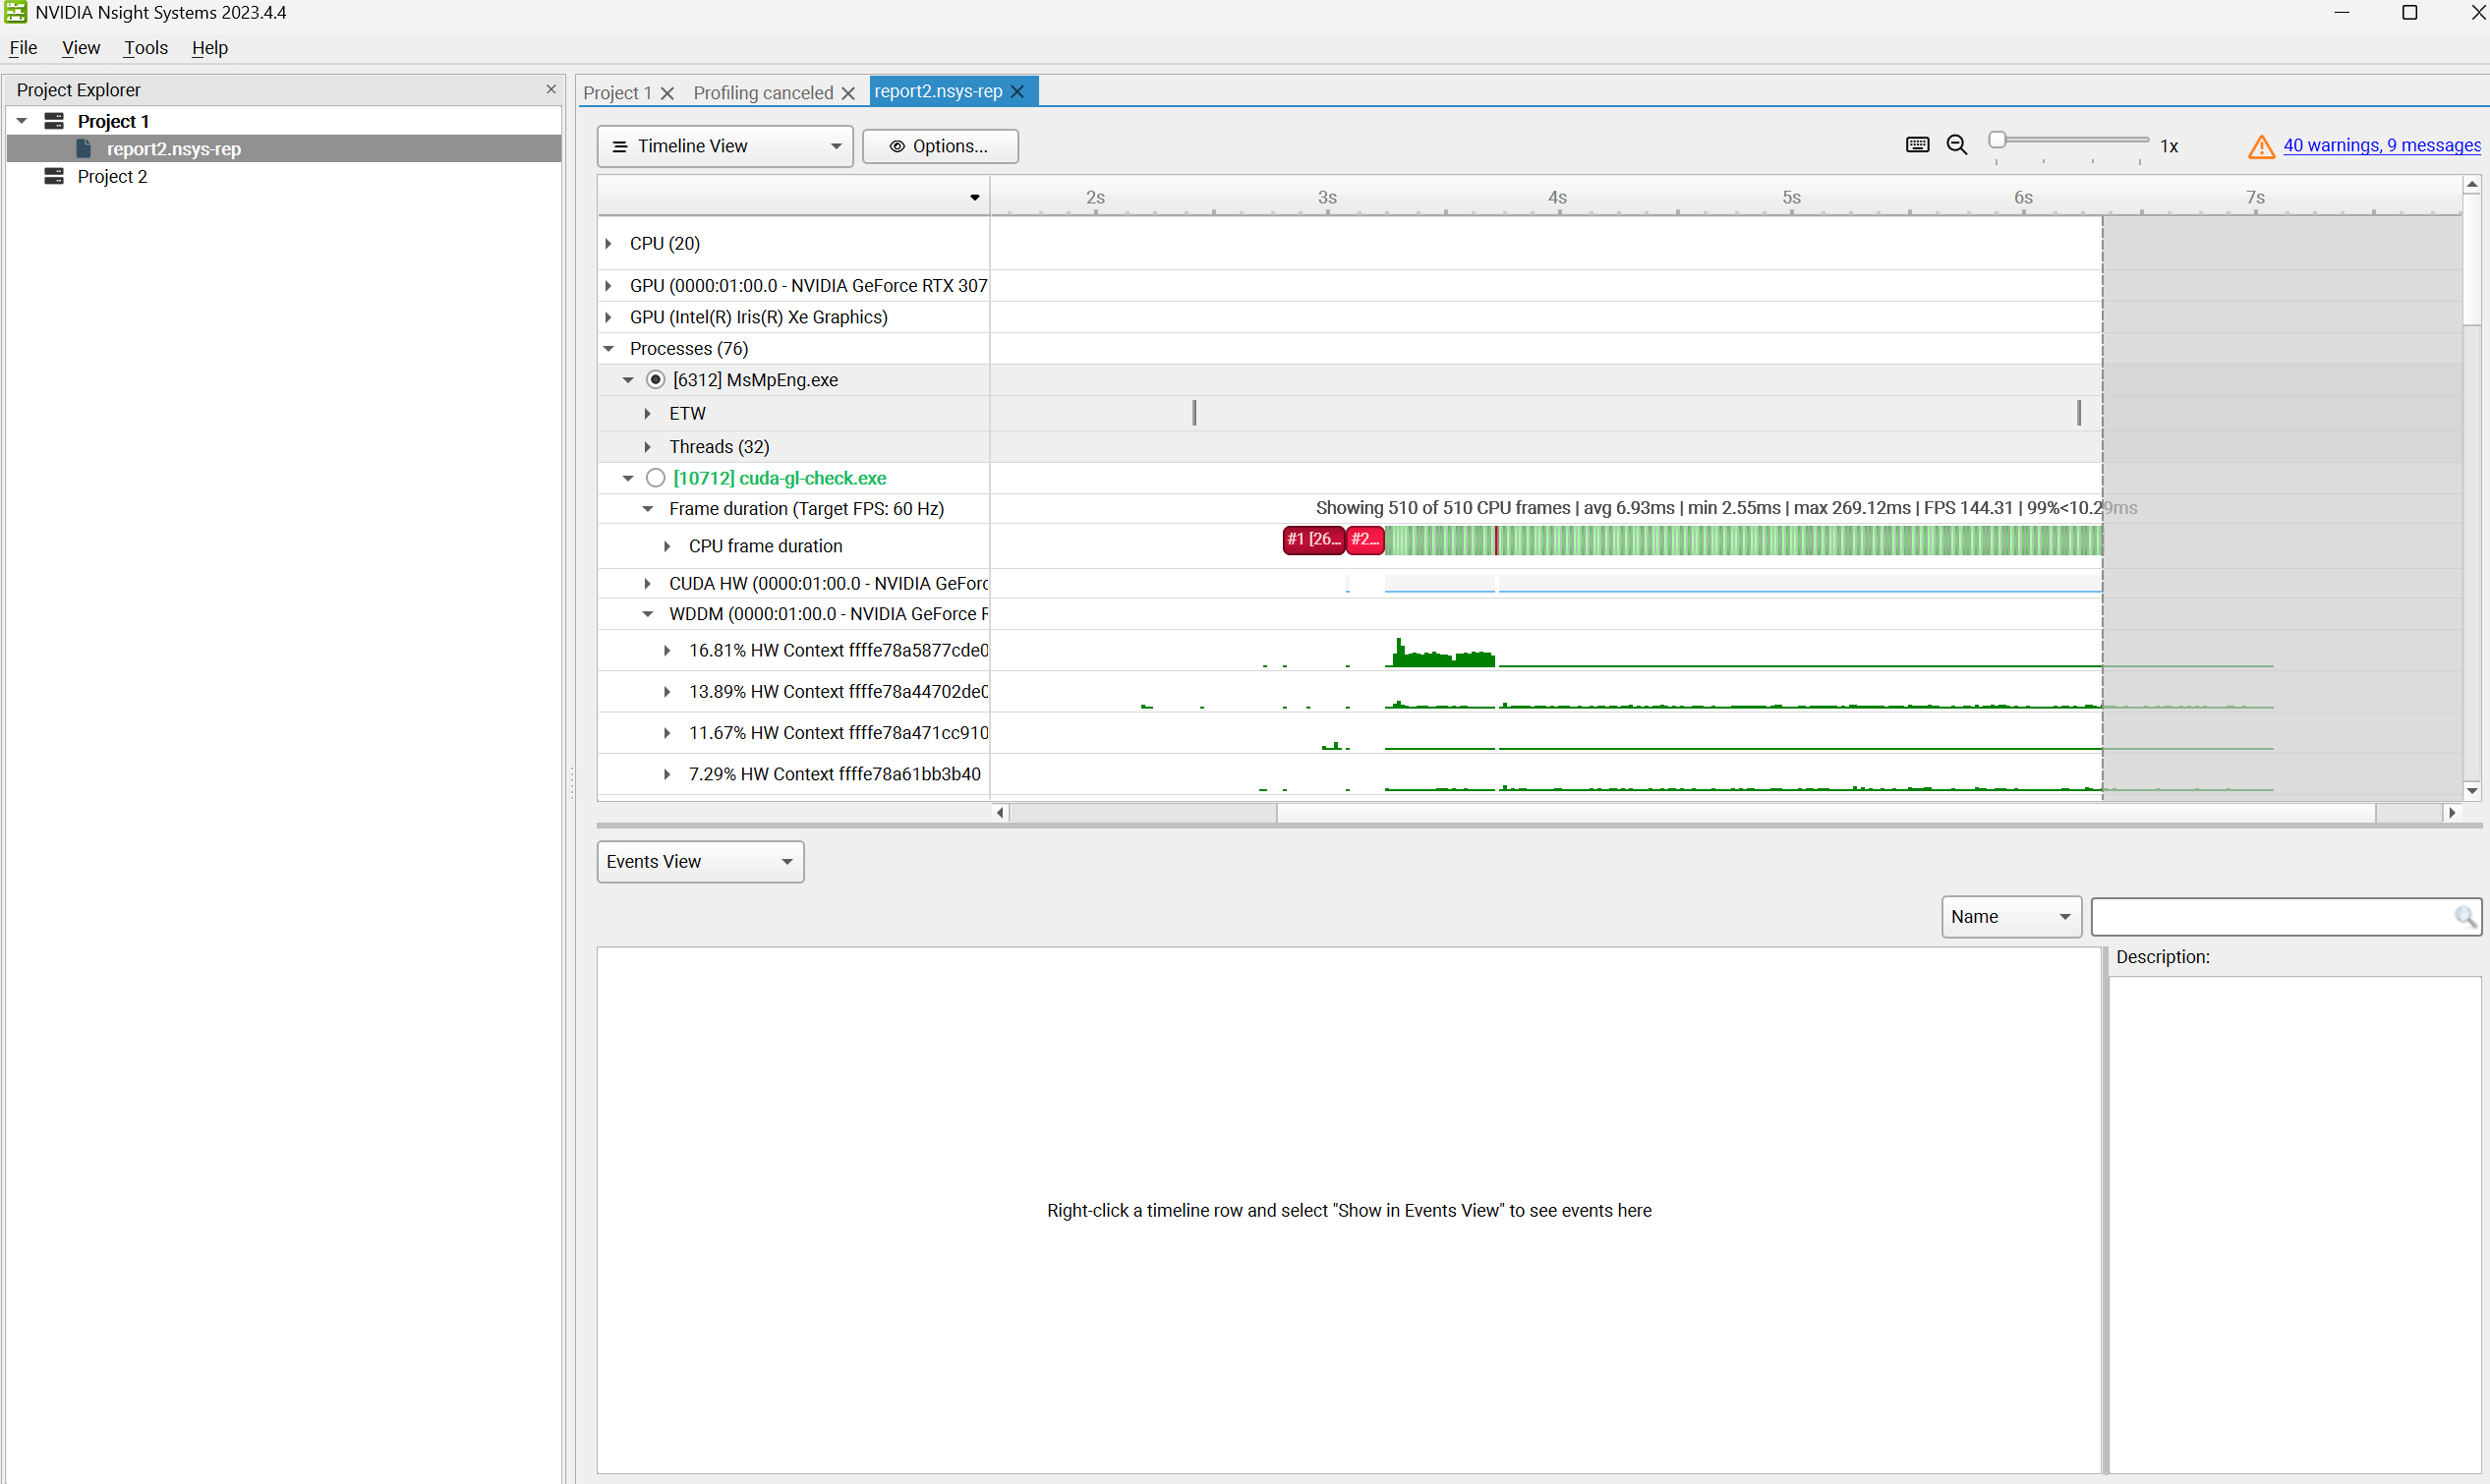 NVIDIA Nsight Systems 2023.4.4
File View Tools Help
Project Explorer
Project 1
report2.nsys-rep
Project 2
Project 1 Profiling canceled report2.nsys-rep
Timeline View Options... 1x 40 warnings, 9 messages
2s 3s 4s 5s 6s 7s
CPU (20)
GPU (0000:01:00.0 - NVIDIA GeForce RTX 307
GPU (Intel(R) Iris(R) Xe Graphics)
Processes (76)
[6312] MsMpEng.exe
ETW
Threads (32)
[10712] cuda-gl-check.exe
Frame duration (Target FPS: 60 Hz) Showing 510 of 510 CPU frames | avg 6.93ms | min 2.55ms | max 269.12ms | FPS 144.31 | 99%<10.29ms
CPU frame duration #1 [26... #2...
CUDA HW (0000:01:00.0 - NVIDIA GeForc
WDDM (0000:01:00.0 - NVIDIA GeForce R
16.81% HW Context ffffe78a5877cde0
13.89% HW Context ffffe78a44702de0
11.67% HW Context ffffe78a471cc910
7.29% HW Context ffffe78a61bb3b40
Events View
Name
Description:
Right-click a timeline row and select "Show in Events View" to see events here